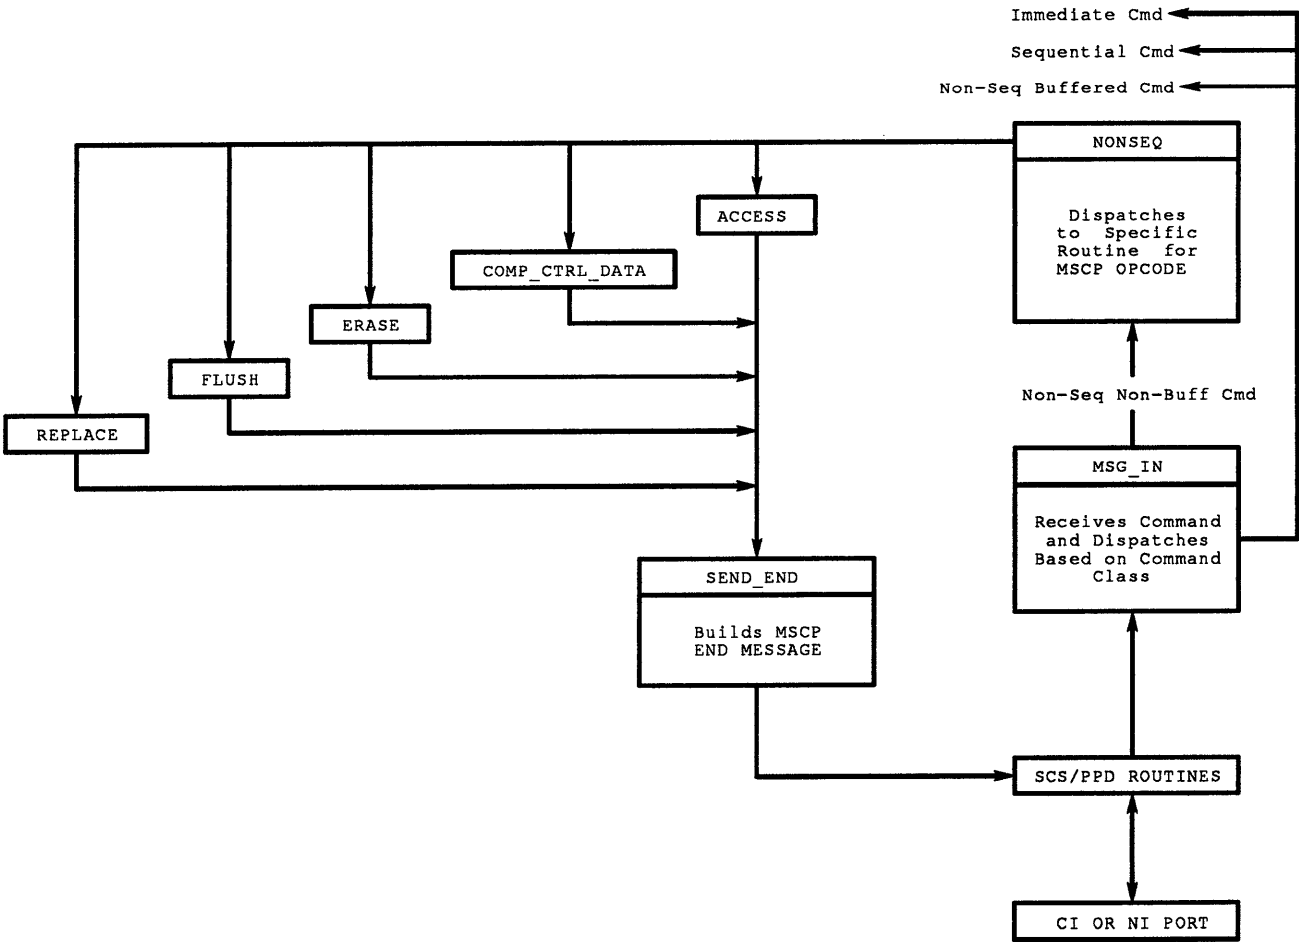 Immediate Cmd
Sequential Cmd
Non-Seq Buffered Cmd
NONSEQ
Dispatches
to Specific
Routine for
MSCP OPCODE
ACCESS
COMP_CTRL_DATA
ERASE
FLUSH
REPLACE
Non-Seq Non-Buff Cmd
MSG_IN
Receives Command
and Dispatches
Based on Command
Class
SEND_END
Builds MSCP
END MESSAGE
SCS/PPD ROUTINES
CI OR NI PORT